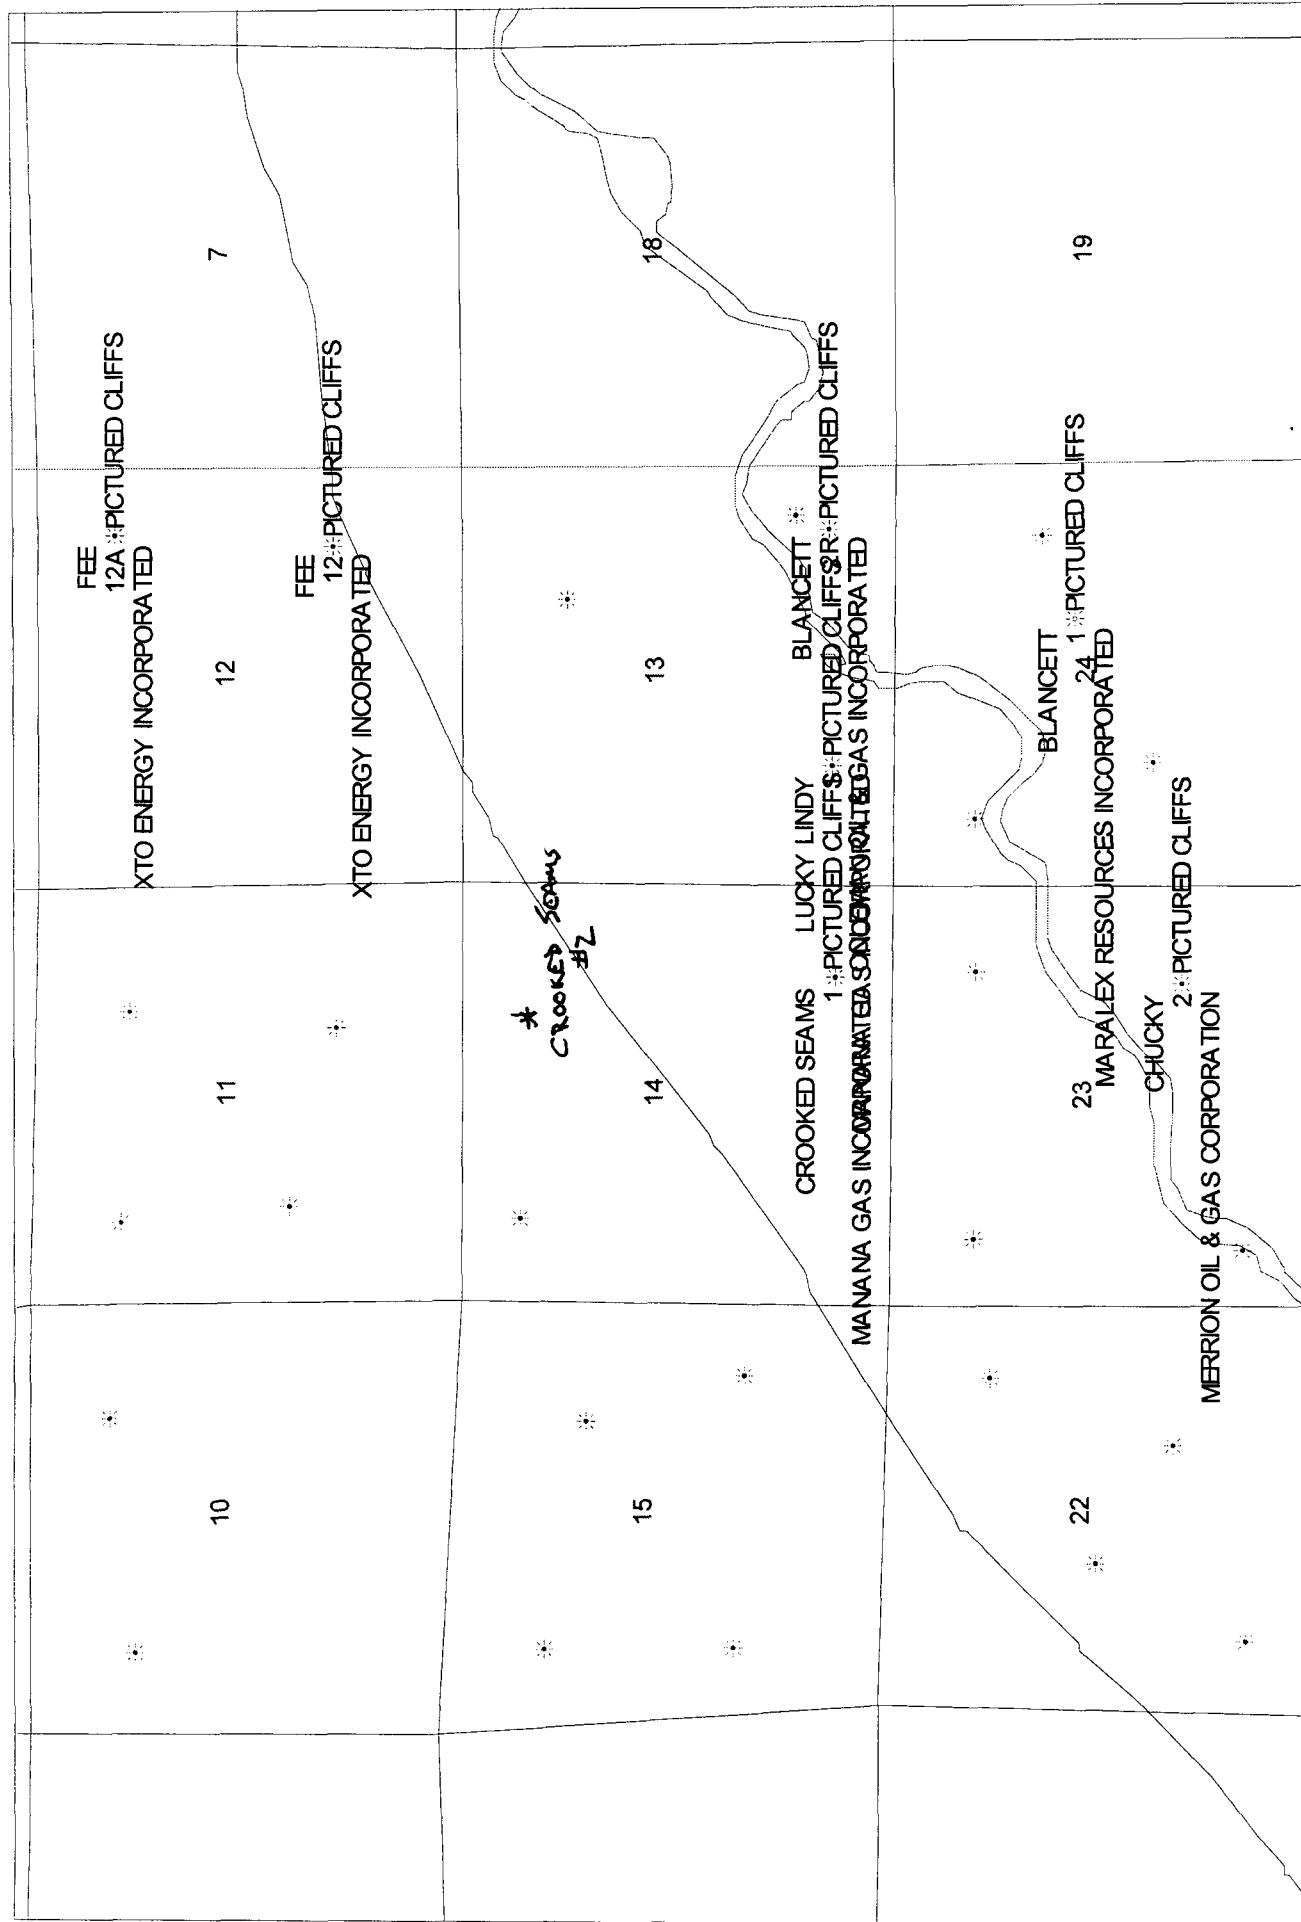 FEE
12A PICTURED CLIFFS
XTO ENERGY INCORPORATED
7
FEE
12 PICTURED CLIFFS
XTO ENERGY INCORPORATED
10
11
12
* CROOKED SEAMS
#2
15
14
13
18
CROOKED SEAMS
LUCKY LINDY
BLANCETT
1 PICTURED CLIFFS
PICTURED CLIFFS
2R PICTURED CLIFFS
MANANA GAS INCORPORATED
GAS INCORPORATED
BLANCETT
1 PICTURED CLIFFS
MARALEX RESOURCES INCORPORATED
22
23
24
19
CHUCKY
2 PICTURED CLIFFS
MERRION OIL & GAS CORPORATION